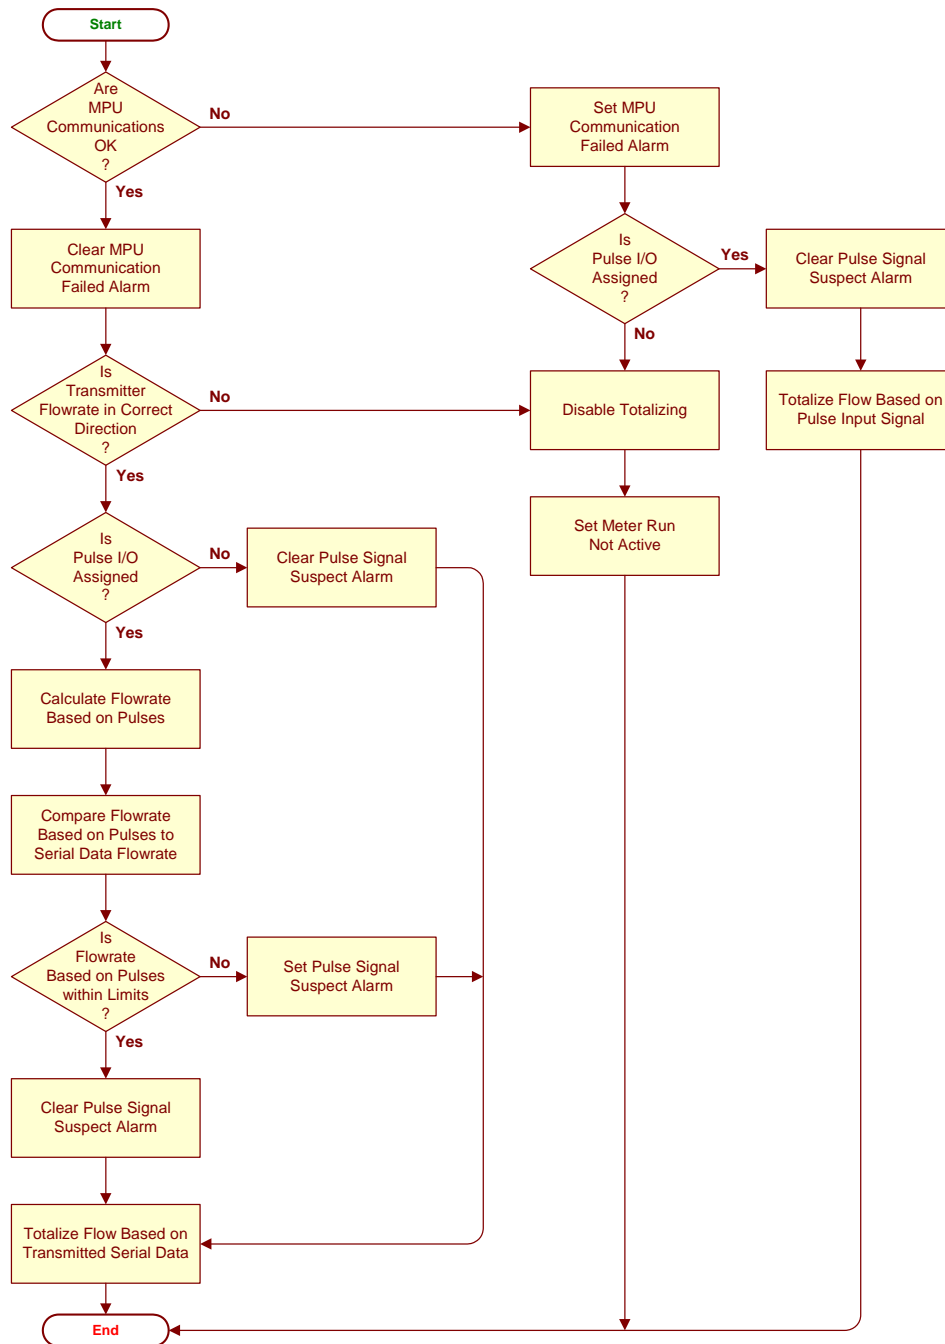 Start
Are
MPU
Communications
OK
?
No
Yes
Set MPU
Communication
Failed Alarm
Clear MPU
Communication
Failed Alarm
Is
Pulse I/O
Assigned
?
Yes
No
Clear Pulse Signal
Suspect Alarm
Is
Transmitter
Flowrate in Correct
Direction
?
No
Yes
Disable Totalizing
Totalize Flow Based on
Pulse Input Signal
Set Meter Run
Not Active
Is
Pulse I/O
Assigned
?
No
Yes
Clear Pulse Signal
Suspect Alarm
Calculate Flowrate
Based on Pulses
Compare Flowrate
Based on Pulses to
Serial Data Flowrate
Is
Flowrate
Based on Pulses
within Limits
?
No
Yes
Set Pulse Signal
Suspect Alarm
Clear Pulse Signal
Suspect Alarm
Totalize Flow Based on
Transmitted Serial Data
End